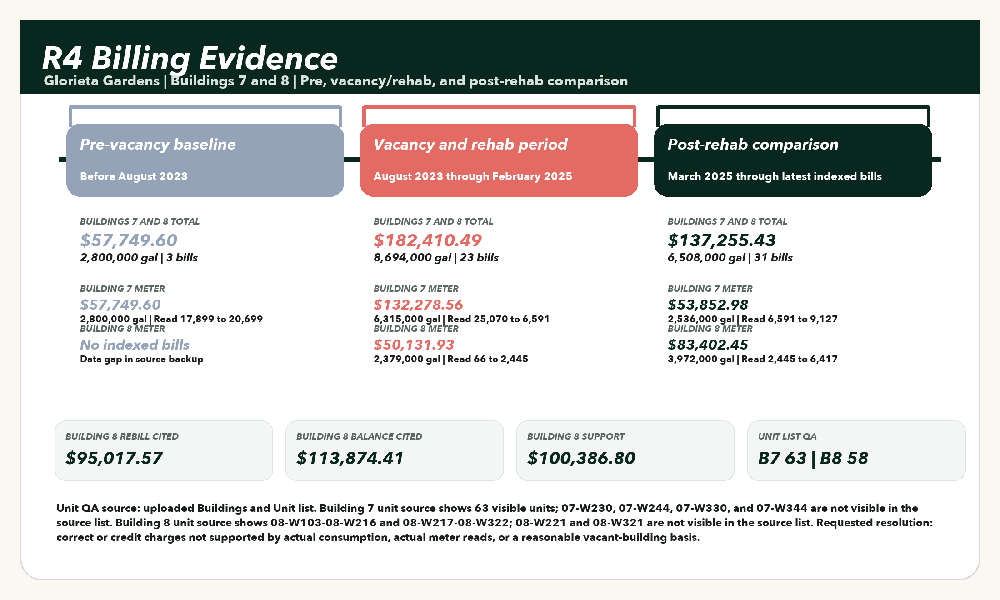 R4 Billing Evidence
Glorieta Gardens | Buildings 7 and 8 | Pre, vacancy/rehab, and post-rehab comparison
Pre-vacancy baseline
Before August 2023
BUILDINGS 7 AND 8 TOTAL
$57,749.60
2,800,000 gal | 3 bills
BUILDING 7 METER
$57,749.60
2,800,000 gal | Read 17,899 to 20,699
BUILDING 8 METER
No indexed bills
Data gap in source backup
Vacancy and rehab period
August 2023 through February 2025
BUILDINGS 7 AND 8 TOTAL
$182,410.49
8,694,000 gal | 23 bills
BUILDING 7 METER
$132,278.56
6,315,000 gal | Read 25,070 to 6,591
BUILDING 8 METER
$50,131.93
2,379,000 gal | Read 66 to 2,445
Post-rehab comparison
March 2025 through latest indexed bills
BUILDINGS 7 AND 8 TOTAL
$137,255.43
6,508,000 gal | 31 bills
BUILDING 7 METER
$53,852.98
2,536,000 gal | Read 6,591 to 9,127
BUILDING 8 METER
$83,402.45
3,972,000 gal | Read 2,445 to 6,417
BUILDING 8 REBILL CITED
$95,017.57
BUILDING 8 BALANCE CITED
$113,874.41
BUILDING 8 SUPPORT
$100,386.80
UNIT LIST QA
B7 63 | B8 58
Unit QA source: uploaded Buildings and Unit list. Building 7 unit source shows 63 visible units; 07-W230, 07-W244, 07-W330, and 07-W344 are not visible in the
source list. Building 8 unit source shows 08-W103-08-W216 and 08-W217-08-W322; 08-W221 and 08-W321 are not visible in the source list. Requested resolution:
correct or credit charges not supported by actual consumption, actual meter reads, or a reasonable vacant-building basis.